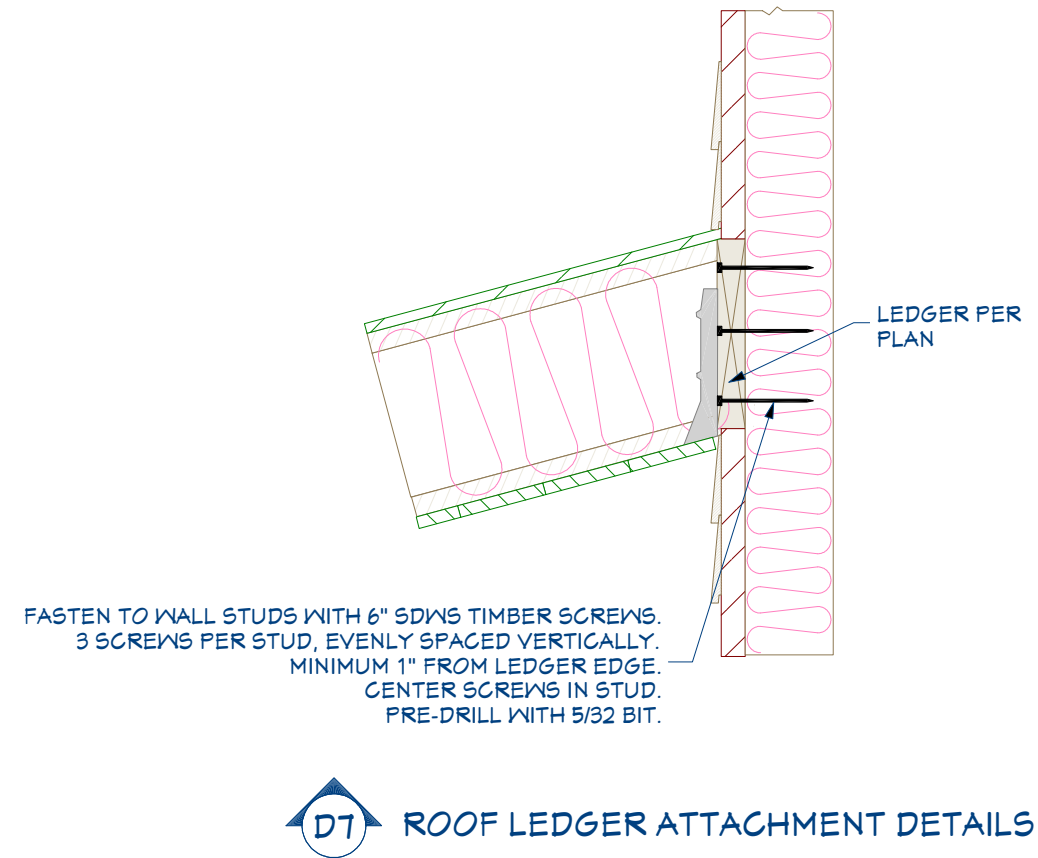 LEDGER PER
PLAN
FASTEN TO WALL STUDS WITH 6" SDWS TIMBER SCREWS.
3 SCREWS PER STUD, EVENLY SPACED VERTICALLY.
MINIMUM 1" FROM LEDGER EDGE.
CENTER SCREWS IN STUD.
PRE-DRILL WITH 5/32 BIT.
D7 ROOF LEDGER ATTACHMENT DETAILS